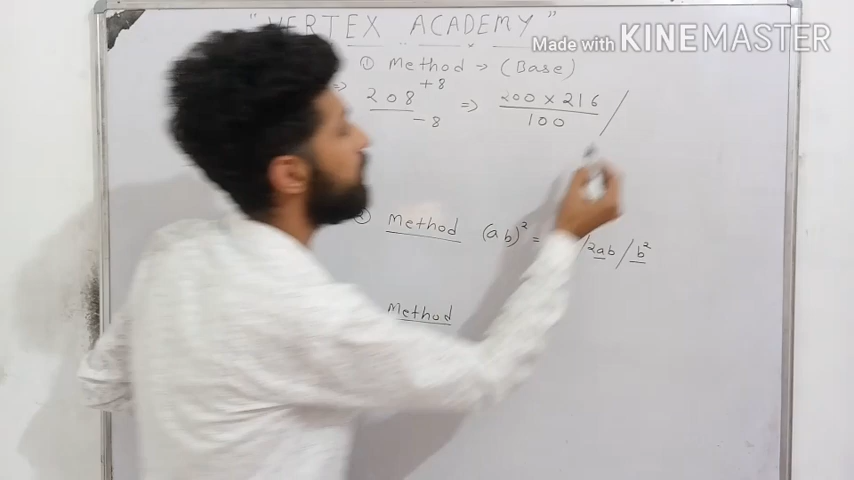 "VERTEX ACADEMY"
Made with KINEMASTER
① Method → (Base)
⇒ 208 +8 -8 ⇒ 200 × 216 / 100 /
② Method (ab)² = /2ab/b²
Method